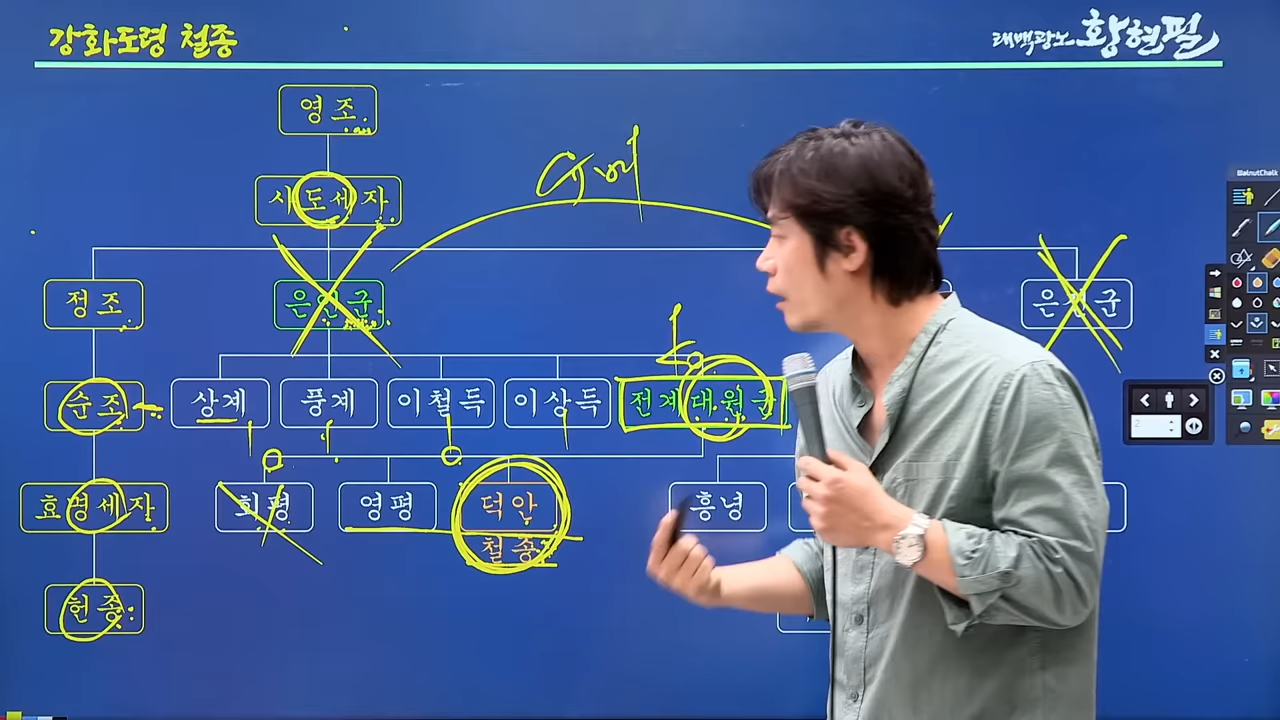 강화도령 철종
태백광노 황현필
영조
사도세자
정조
은언군
은신군
순조
상계
풍계
이철득
이상득
전계대원군
효명세자
회평
영평
덕안
철종
흥녕
헌종
WalnutChalk
2